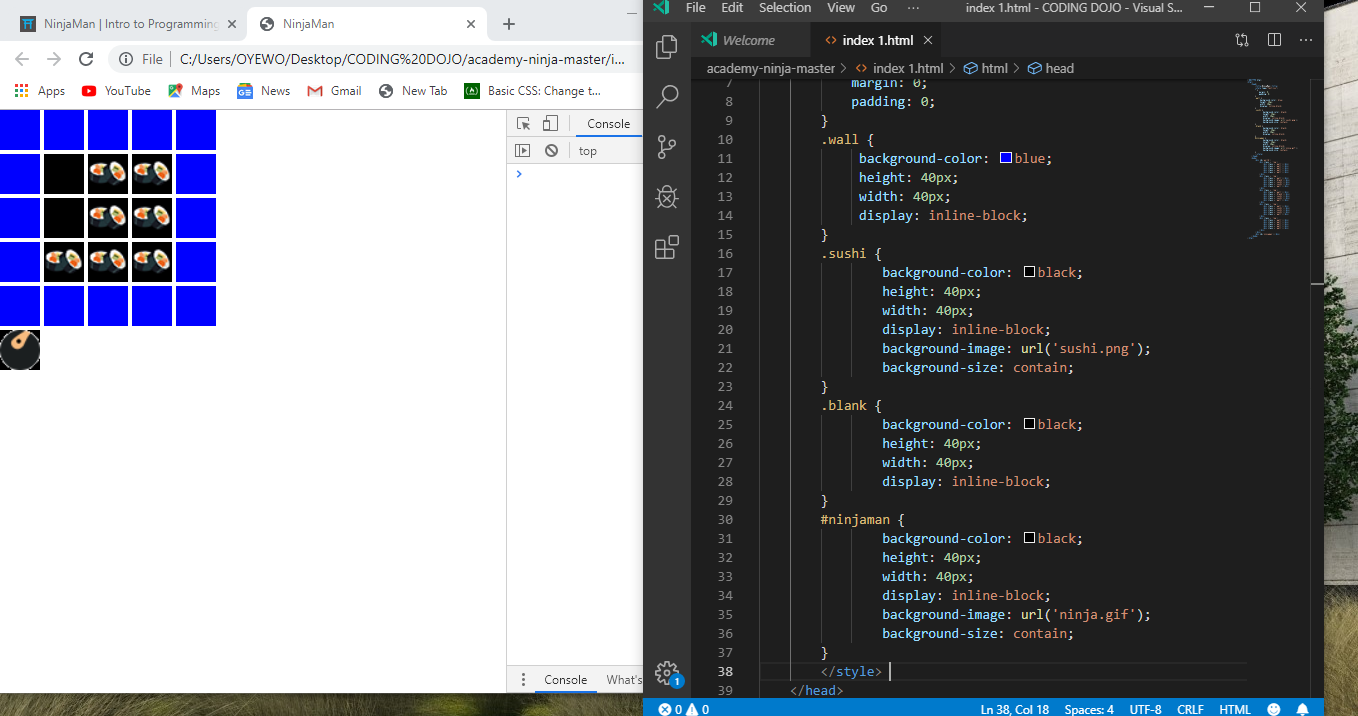 NinjaMan | Intro to Programming
NinjaMan
File
C:/Users/OYEWO/Desktop/CODING%20DOJO/academy-ninja-master/i...
Apps
YouTube
Maps
News
Gmail
New Tab
Basic CSS: Change t...
Console
top
Console
What's
File Edit Selection View Go ...
index 1.html - CODING DOJO - Visual S...
Welcome
index 1.html
academy-ninja-master > index 1.html > html > head
7 margin: 0;
8 padding: 0;
9 }
10 .wall {
11 background-color: blue;
12 height: 40px;
13 width: 40px;
14 display: inline-block;
15 }
16 .sushi {
17 background-color: black;
18 height: 40px;
19 width: 40px;
20 display: inline-block;
21 background-image: url('sushi.png');
22 background-size: contain;
23 }
24 .blank {
25 background-color: black;
26 height: 40px;
27 width: 40px;
28 display: inline-block;
29 }
30 #ninjaman {
31 background-color: black;
32 height: 40px;
33 width: 40px;
34 display: inline-block;
35 background-image: url('ninja.gif');
36 background-size: contain;
37 }
38 </style>
39 </head>
1
0 0 Ln 38, Col 18 Spaces: 4 UTF-8 CRLF HTML